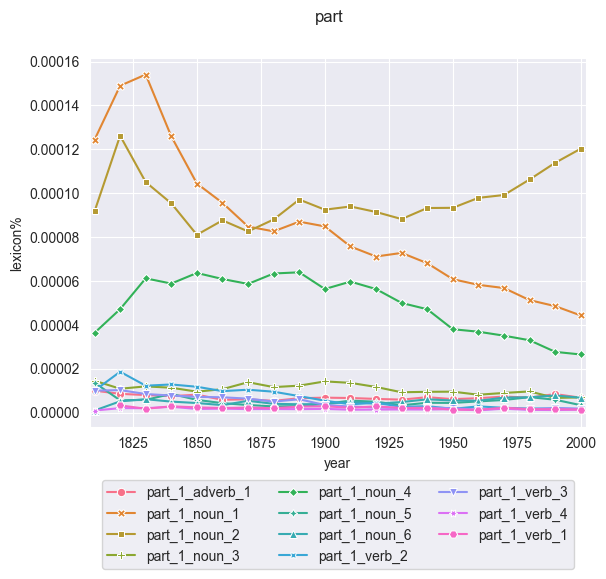 part
0.00016
0.00014
0.00012
0.00010
0.00008
0.00006
0.00004
0.00002
0.00000
lexicon%
1825 1850 1875 1900 1925 1950 1975 2000
year
part_1_adverb_1 part_1_noun_4 part_1_verb_3
part_1_noun_1 part_1_noun_5 part_1_verb_4
part_1_noun_2 part_1_noun_6 part_1_verb_1
part_1_noun_3 part_1_verb_2